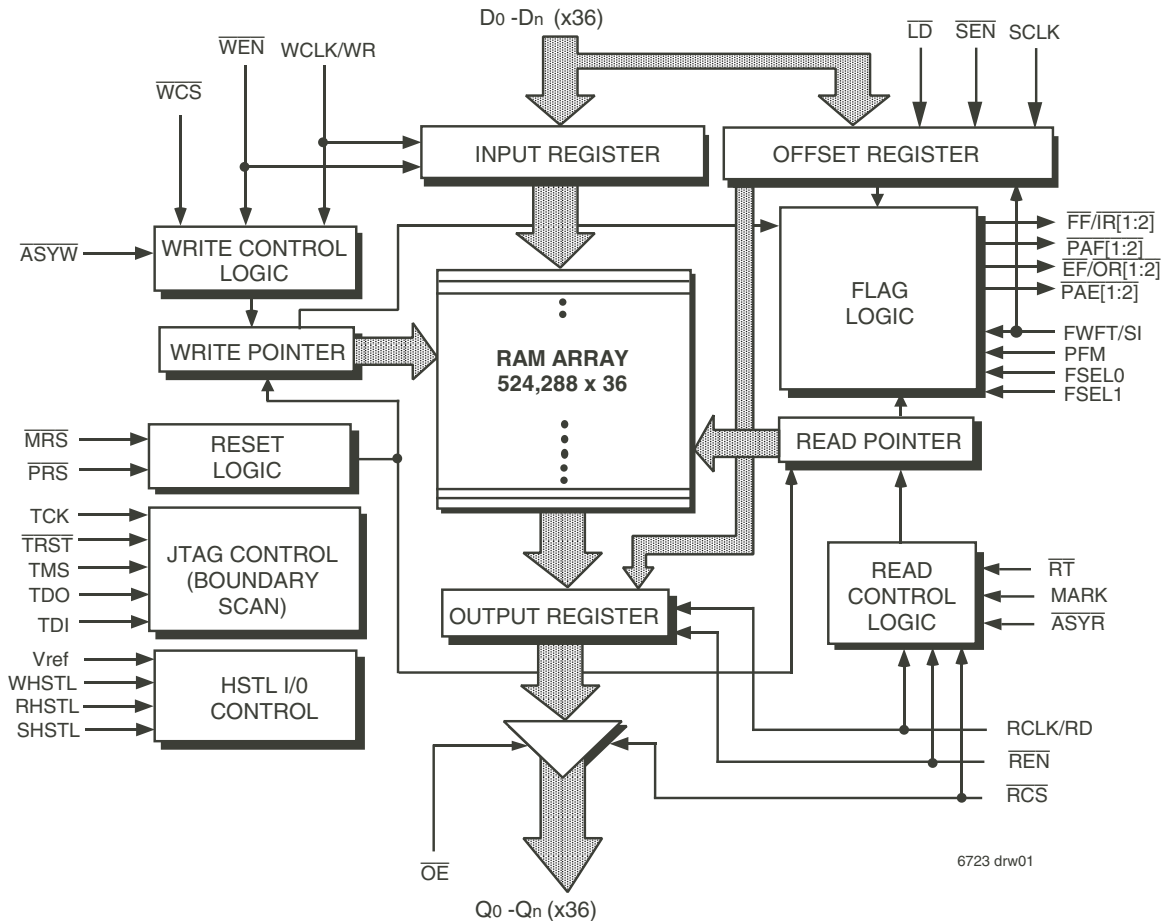 D0 -Dn (x36)
WEN
WCLK/WR
WCS
LD
SEN
SCLK
INPUT REGISTER
OFFSET REGISTER
ASYW
WRITE CONTROL
LOGIC
FF/IR[1:2]
PAF[1:2]
EF/OR[1:2]
PAE[1:2]
FLAG
LOGIC
WRITE POINTER
RAM ARRAY
524,288 x 36
FWFT/SI
PFM
FSEL0
FSEL1
MRS
PRS
RESET
LOGIC
READ POINTER
TCK
TRST
TMS
TDO
TDI
JTAG CONTROL
(BOUNDARY
SCAN)
READ
CONTROL
LOGIC
RT
MARK
ASYR
OUTPUT REGISTER
Vref
WHSTL
RHSTL
SHSTL
HSTL I/0
CONTROL
RCLK/RD
REN
RCS
OE
6723 drw01
Q0 -Qn (x36)